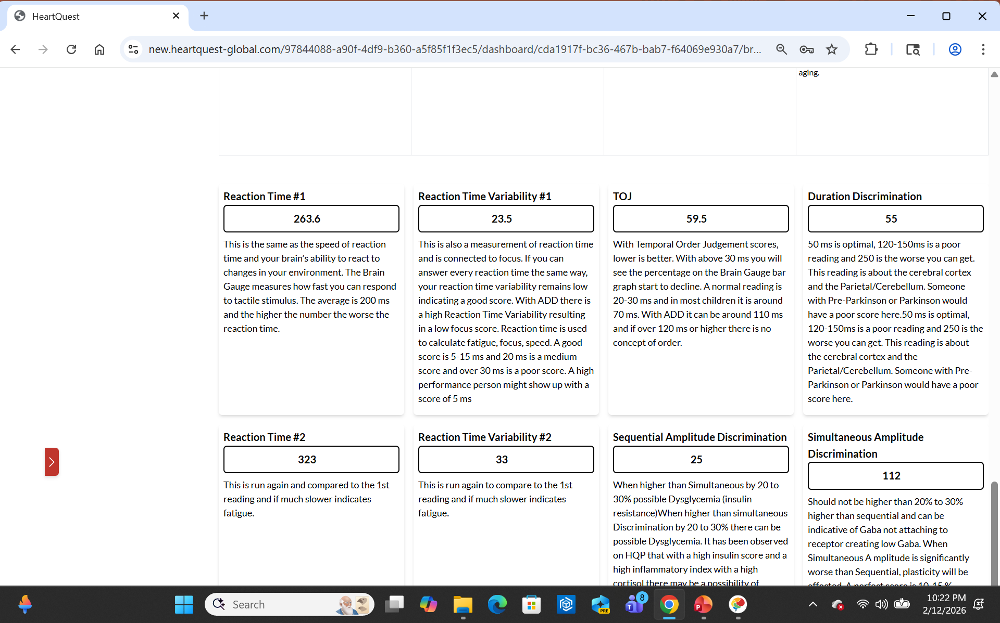 HeartQuest
new.heartquest-global.com/97844088-a90f-4df9-b360-a5f85f1f3ec5/dashboard/cda1917f-bc36-467b-bab7-f64069e930a7/br...
aging.
Reaction Time #1
263.6
This is the same as the speed of reaction
time and your brain’s ability to react to
changes in your environment. The Brain
Gauge measures how fast you can respond
to tactile stimulus. The average is 200 ms
and the higher the number the worse the
reaction time.
Reaction Time Variability #1
23.5
This is also a measurement of reaction time
and is connected to focus. If you can
answer every reaction time the same way,
your reaction time variability remains low
indicating a good score. With ADD there is
a high Reaction Time Variability resulting
in a low focus score. Reaction time is used
to calculate fatigue, focus, speed. A good
score is 5-15 ms and 20 ms is a medium
score and over 30 ms is a poor score. A high
performance person might show up with a
score of 5 ms
TOJ
59.5
With Temporal Order Judgement scores,
lower is better. With above 30 ms you will
see the percentage on the Brain Gauge bar
graph start to decline. A normal reading is
20-30 ms and in most children it is around
70 ms. With ADD it can be around 110 ms
and if over 120 ms or higher there is no
concept of order.
Duration Discrimination
55
50 ms is optimal, 120-150ms is a poor
reading and 250 is the worse you can get.
This reading is about the cerebral cortex
and the Parietal/Cerebellum. Someone
with Pre-Parkinson or Parkinson would
have a poor score here.50 ms is optimal,
120-150ms is a poor reading and 250 is the
worse you can get. This reading is about
the cerebral cortex and the
Parietal/Cerebellum. Someone with Pre-
Parkinson or Parkinson would have a poor
score here.
Reaction Time #2
323
This is run again and compared to the 1st
reading and if much slower indicates
fatigue.
Reaction Time Variability #2
33
This is run again to compare to the 1st
reading and if much slower indicates
fatigue.
Sequential Amplitude Discrimination
25
When higher than Simultaneous by 20 to
30% possible Dysglycemia (insulin
resistance)When higher than simultaneous
Discrimination by 20 to 30% there can be
possible Dysglycemia. It has been observed
on HQP that with a high insulin score and a
high inflammatory index with a high
cortisol there may be a possibility of
Simultaneous Amplitude
Discrimination
112
Should not be higher than 20% to 30%
higher than sequential and can be
indicative of Gaba not attaching to
receptor creating low Gaba. When
Simultaneous A mplitude is significantly
worse than Sequential, plasticity will be
affected. A perfect score is 10-15 %
Search
PRE
T
8
P
10:22 PM
2/12/2026